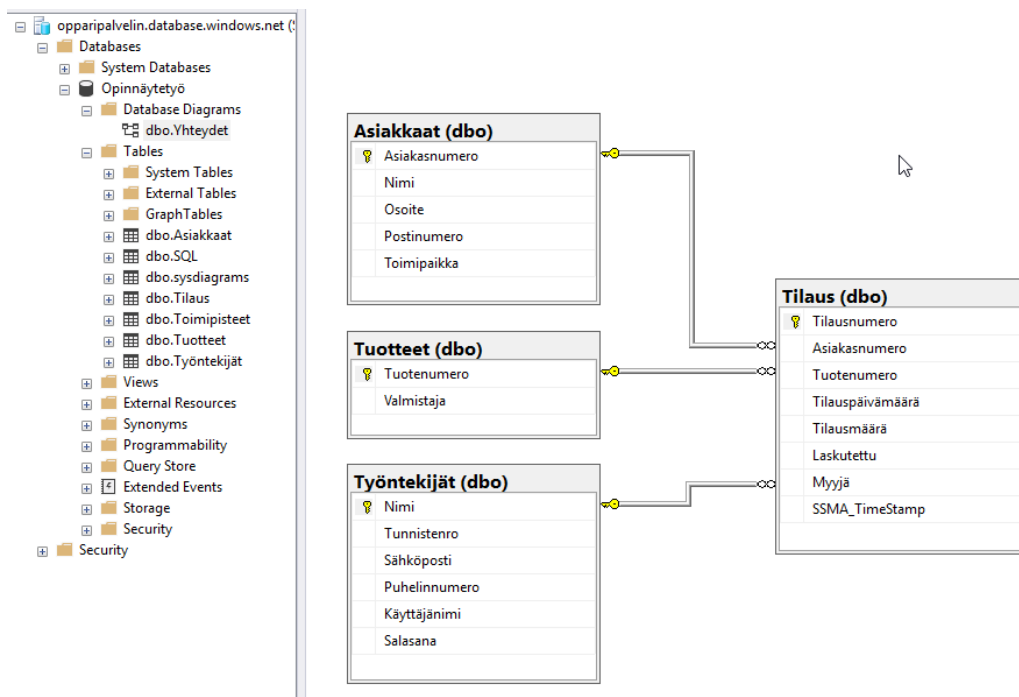 opparipalvelin.database.windows.net (
Databases
System Databases
Opinnäytetyö
Database Diagrams
dbo.Yhteydet
Tables
System Tables
External Tables
GraphTables
dbo.Asiakkaat
dbo.SQL
dbo.sysdiagrams
dbo.Tilaus
dbo.Toimipisteet
dbo.Tuotteet
dbo.Työntekijät
Views
External Resources
Synonyms
Programmability
Query Store
Extended Events
Storage
Security
Security
Asiakkaat (dbo)
Asiakasnumero
Nimi
Osoite
Postinumero
Toimipaikka
Tuotteet (dbo)
Tuotenumero
Valmistaja
Työntekijät (dbo)
Nimi
Tunnistenro
Sähköposti
Puhelinnumero
Käyttäjänimi
Salasana
Tilaus (dbo)
Tilausnumero
Asiakasnumero
Tuotenumero
Tilauspäivämäärä
Tilausmäärä
Laskutettu
Myyjä
SSMA_TimeStamp